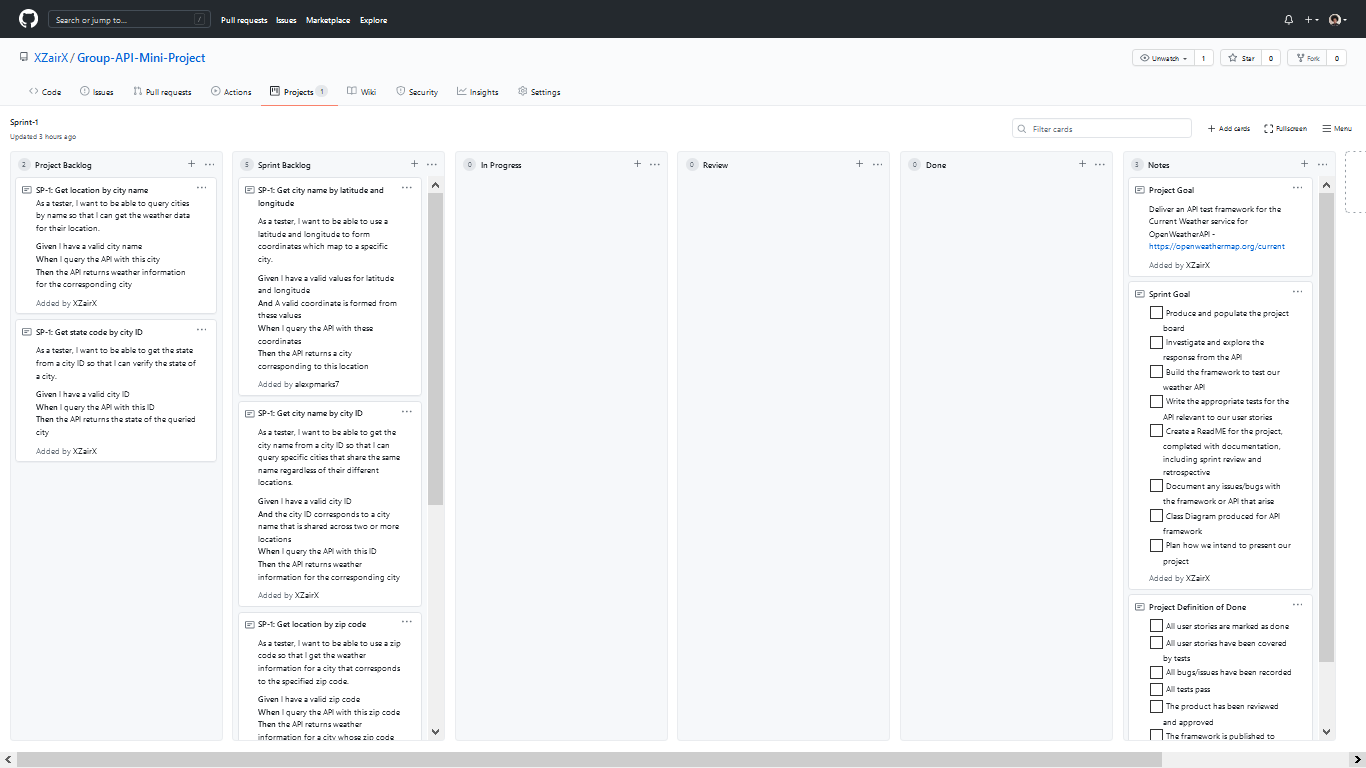 Search or jump to...
/
Pull requests
Issues
Marketplace
Explore
XZairX / Group-API-Mini-Project
Unwatch
1
Star
0
Fork
0
Code
Issues
Pull requests
Actions
Projects 1
Wiki
Security
Insights
Settings
Sprint-1
Updated 3 hours ago
Filter cards
+ Add cards
Fullscreen
Menu
2 Project Backlog
SP-1: Get location by city name
As a tester, I want to be able to query cities
by name so that I can get the weather data
for their location.
Given I have a valid city name
When I query the API with this city
Then the API returns weather information
for the corresponding city
Added by XZairX
SP-1: Get state code by city ID
As a tester, I want to be able to get the state
from a city ID so that I can verify the state of
a city.
Given I have a valid city ID
When I query the API with this ID
Then the API returns the state of the queried
city
Added by XZairX
5 Sprint Backlog
SP-1: Get city name by latitude and
longitude
As a tester, I want to be able to use a
latitude and longitude to form
coordinates which map to a specific
city.
Given I have a valid values for latitude
and longitude
And A valid coordinate is formed from
these values
When I query the API with these
coordinates
Then the API returns a city
corresponding to this location
Added by alexpmarks7
SP-1: Get city name by city ID
As a tester, I want to be able to get the
city name from a city ID so that I can
query specific cities that share the same
name regardless of their different
locations.
Given I have a valid city ID
And the city ID corresponds to a city
name that is shared across two or more
locations
When I query the API with this ID
Then the API returns weather
information for the corresponding city
Added by XZairX
SP-1: Get location by zip code
As a tester, I want to be able to use a zip
code so that I get the weather
information for a city that corresponds
to the specified zip code.
Given I have a valid zip code
When I query the API with this zip code
Then the API returns weather
information for a city whose zip code
0 In Progress
0 Review
0 Done
3 Notes
Project Goal
Deliver an API test framework for the
Current Weather service for
OpenWeatherAPI -
https://openweathermap.org/current
Added by XZairX
Sprint Goal
Produce and populate the project
board
Investigate and explore the
response from the API
Build the framework to test our
weather API
Write the appropriate tests for the
API relevant to our user stories
Create a ReadME for the project,
completed with documentation,
including sprint review and
retrospective
Document any issues/bugs with
the framework or API that arise
Class Diagram produced for API
framework
Plan how we intend to present our
project
Added by XZairX
Project Definition of Done
All user stories are marked as done
All user stories have been covered
by tests
All bugs/issues have been recorded
All tests pass
The product has been reviewed
and approved
The framework is published to